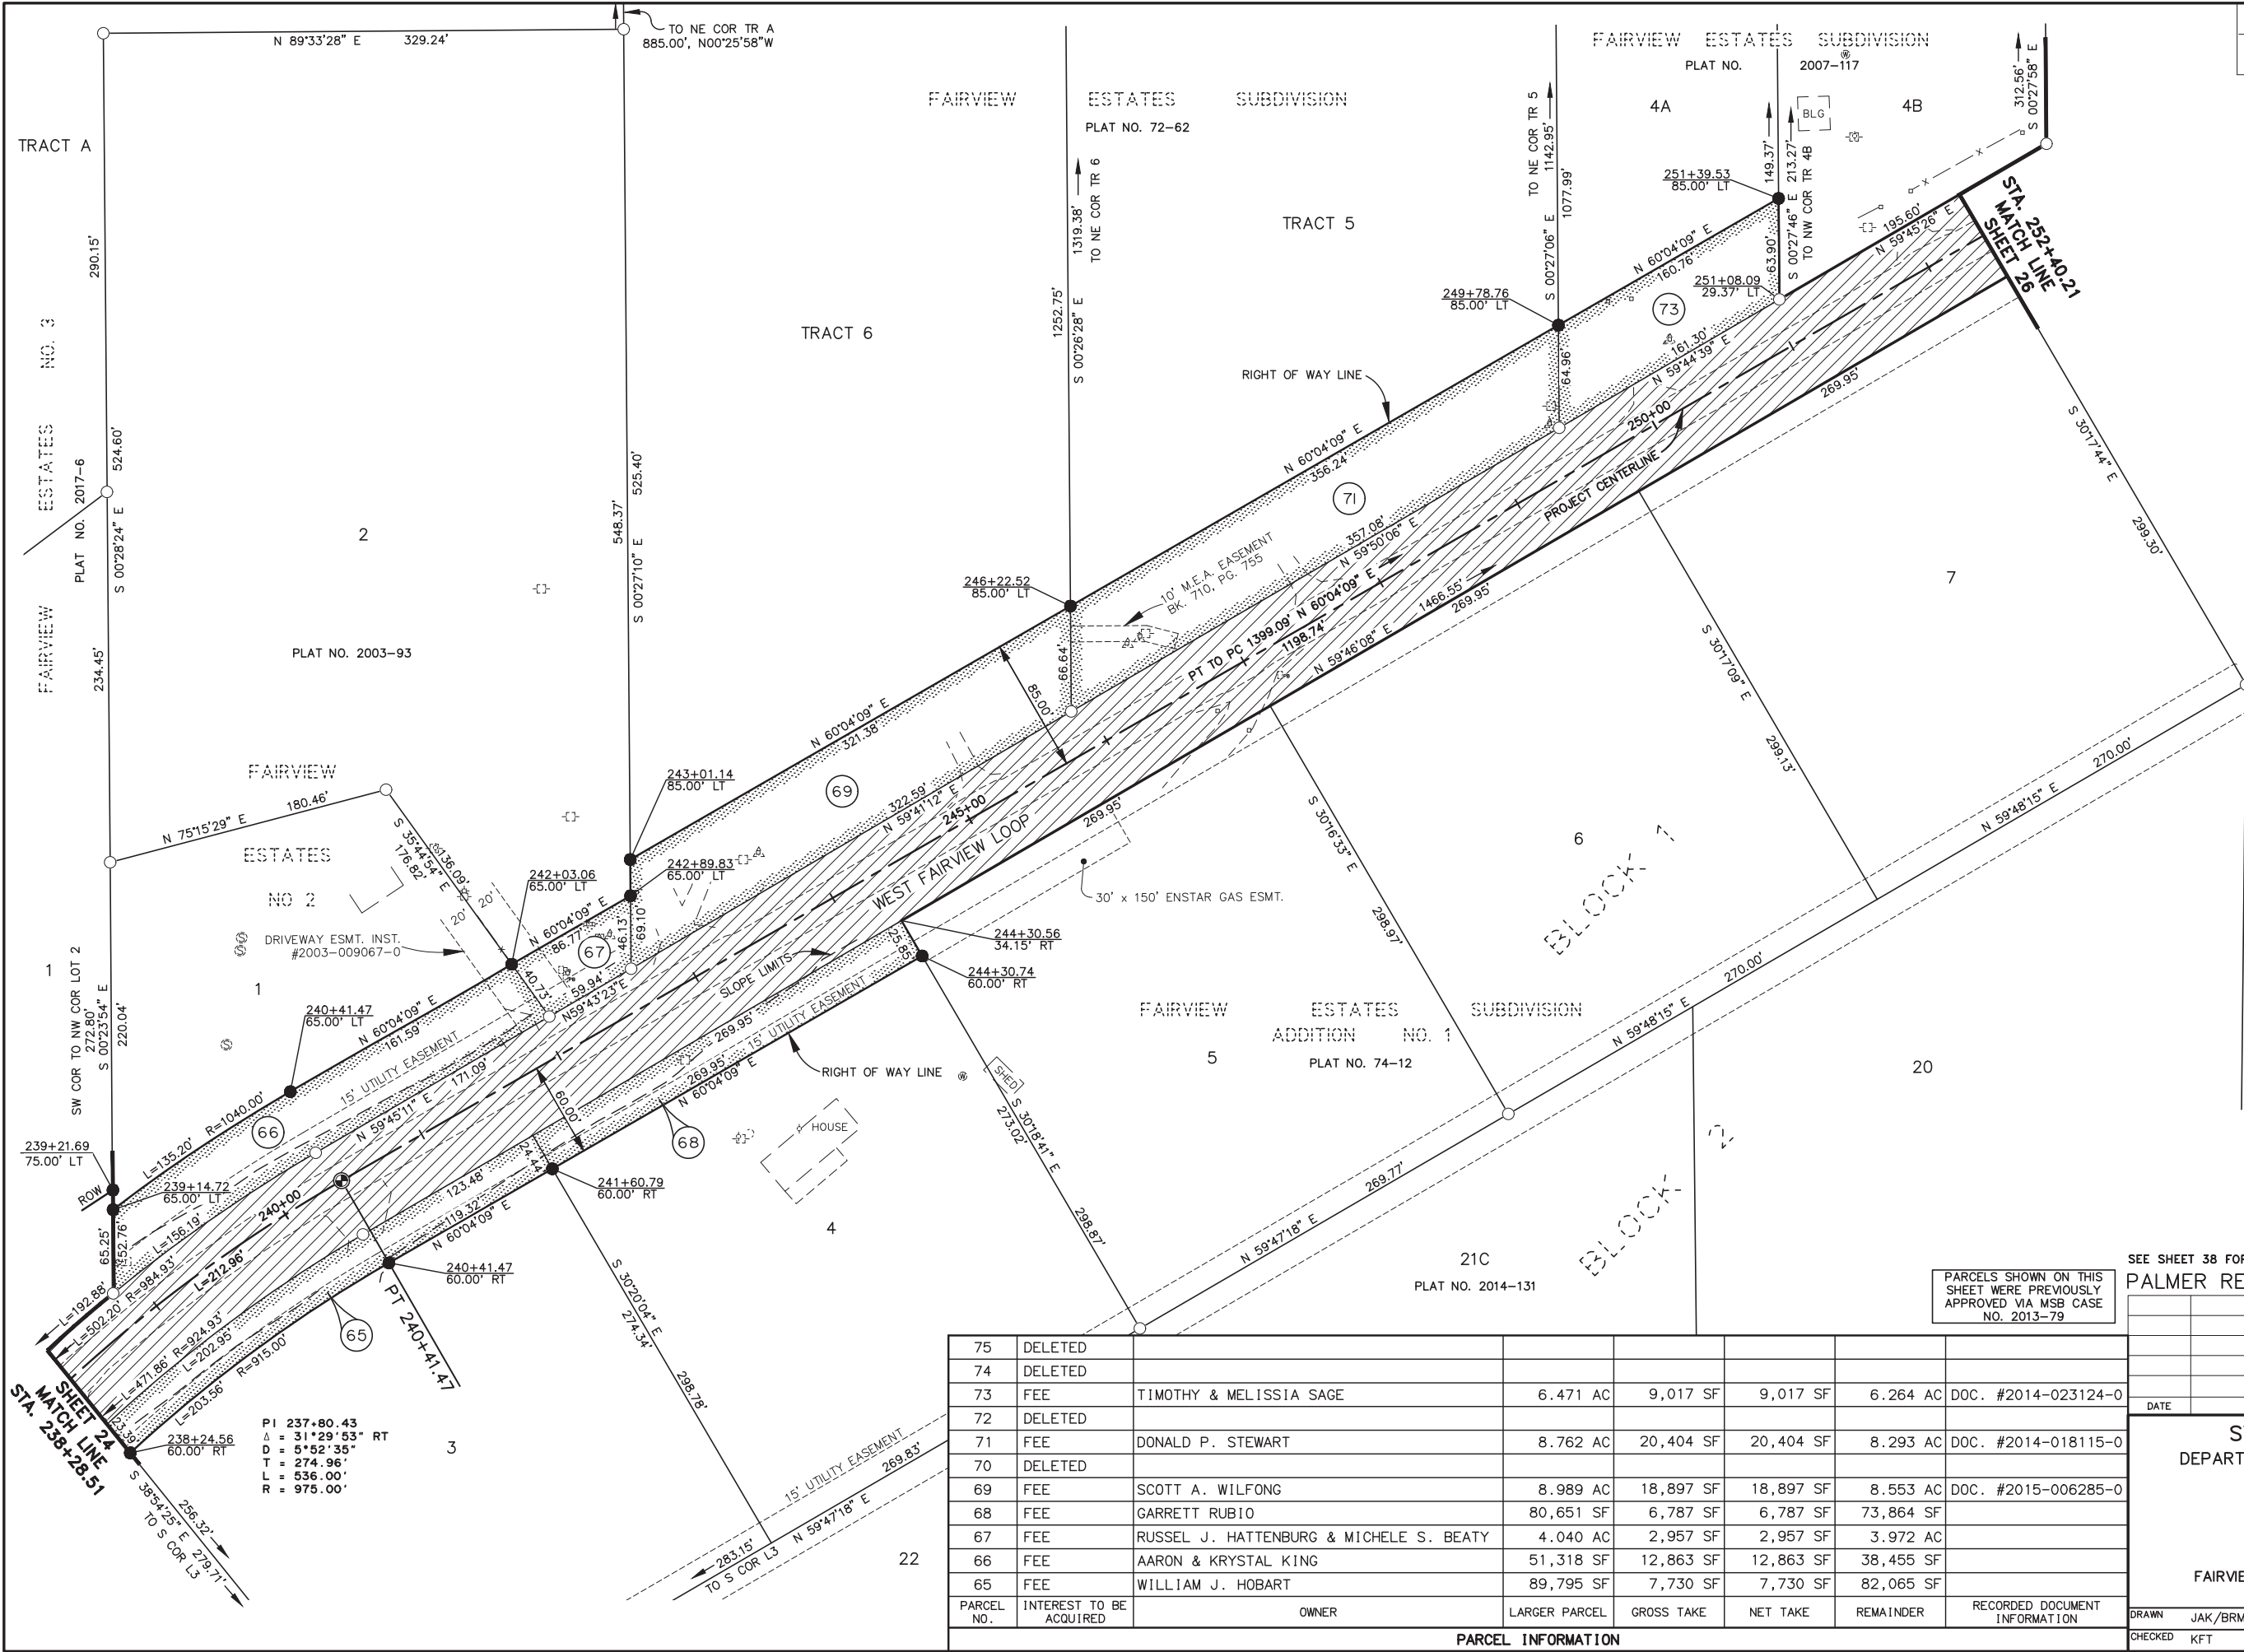 N 89°33'28" E 329.24'
TO NE COR TR A
885.00', N00°25'58"W
FAIRVIEW ESTATES SUBDIVISION
PLAT NO. 2007-117
312.56'
S 00°27'58" E
FAIRVIEW ESTATES SUBDIVISION
PLAT NO. 72-62
4A
4B
BLG
TRACT A
TO NE COR TR 5
1142.95'
S 00°27'06" E 1077.99'
149.37'
S 00°27'46" E 213.27'
TO NW COR TR 4B
251+39.53
85.00' LT
1319.38'
TO NE COR TR 6
1252.75'
S 00°26'28" E
TRACT 5
195.60'
N 59°45'26" E
STA. 252+40.21
MATCH LINE
SHEET 26
290.15'
N 60°04'09" E
160.76'
63.90'
251+08.09
29.37' LT
249+78.76
85.00' LT
73
TRACT 6
161.30'
N 59°44'39" E
64.96'
RIGHT OF WAY LINE
269.95'
FAIRVIEW ESTATES NO. 3
PLAT NO. 2017-6
524.60'
S 00°28'24" E
234.45'
525.40'
548.37'
S 00°27'10" E
N 60°04'09" E
356.24'
250+00
PROJECT CENTERLINE
S 30°17'44" E
299.30'
71
357.08'
N 59°50'06" E
2
10' M.E.A. EASEMENT
BK. 710, PG. 755
246+22.52
85.00' LT
PT TO PC 1399.09' N 60°04'09" E
1198.74'
1466.55'
269.95'
N 59°46'08" E
7
PLAT NO. 2003-93
66.64'
85.00'
S 30°17'09" E
299.13'
N 60°04'09" E
321.38'
FAIRVIEW
180.46'
N 75°15'29" E
243+01.14
85.00' LT
69
322.59'
N 59°41'12" E
245+00
WEST FAIRVIEW LOOP
269.95'
270.00'
N 59°48'15" E
ESTATES
NO 2
136.09'
S 35°44'54" E
176.82'
242+03.06
65.00' LT
242+89.83
65.00' LT
S 30°16'33" E
298.97'
6
BLOCK 1
30' x 150' ENSTAR GAS ESMT.
20' 20'
DRIVEWAY ESMT. INST.
#2003-009067-0
N 60°04'09" E
86.77'
67
46.13'
69.10'
40.73'
59.94'
N59°43'23"E
SLOPE LIMITS
25.85
244+30.56
34.15' RT
244+30.74
60.00' RT
270.00'
N 59°48'15" E
1
SW COR TO NW COR LOT 2
272.80'
S 00°23'54" E
220.04'
1
240+41.47
65.00' LT
N 60°04'09" E
161.59'
15' UTILITY EASEMENT
171.09'
N 59°45'11" E
269.95'
15' UTILITY EASEMENT
269.95'
N 60°04'09" E
RIGHT OF WAY LINE
FAIRVIEW ESTATES SUBDIVISION
ADDITION NO. 1
PLAT NO. 74-12
5
20
SHED
S 30°18'41" E
273.02'
298.87'
HOUSE
60.00'
68
66
L=135.20' R=1040.00'
239+21.69
75.00' LT
ROW
239+14.72
65.00' LT
24.44'
241+60.79
60.00' RT
123.48'
119.32'
N 60°04'09" E
4
269.77'
N 59°47'18" E
BLOCK 2
21C
PLAT NO. 2014-131
240+00
L=156.19'
65.25'
52.76
L=212.96'
240+41.47
60.00' RT
PT 240+41.47
S 30°20'04" E
274.34'
298.78'
L=192.88'
L=502.20' R=984.93'
L=471.86' R=924.93'
L=202.95'
L=203.56' R=915.00'
65
SHEET 24
MATCH LINE
STA. 238+28.51
23.39'
238+24.56
60.00' RT
S 38°54'25" E 279.71'
256.32'
TO S COR L3
PI 237+80.43
Δ = 31°29'53" RT
D = 5°52'35"
T = 274.96'
L = 536.00'
R = 975.00'
3
15' UTILITY EASEMENT
269.83'
N 59°47'18" E
283.15'
TO S COR L3
22
PARCELS SHOWN ON THIS
SHEET WERE PREVIOUSLY
APPROVED VIA MSB CASE
NO. 2013-79
SEE SHEET 38 FOR
PALMER RE
75 DELETED
74 DELETED
73 FEE TIMOTHY & MELISSIA SAGE 6.471 AC 9,017 SF 9,017 SF 6.264 AC DOC. #2014-023124-0
72 DELETED
71 FEE DONALD P. STEWART 8.762 AC 20,404 SF 20,404 SF 8.293 AC DOC. #2014-018115-0
70 DELETED
69 FEE SCOTT A. WILFONG 8.989 AC 18,897 SF 18,897 SF 8.553 AC DOC. #2015-006285-0
68 FEE GARRETT RUBIO 80,651 SF 6,787 SF 6,787 SF 73,864 SF
67 FEE RUSSEL J. HATTENBURG & MICHELE S. BEATY 4.040 AC 2,957 SF 2,957 SF 3.972 AC
66 FEE AARON & KRYSTAL KING 51,318 SF 12,863 SF 12,863 SF 38,455 SF
65 FEE WILLIAM J. HOBART 89,795 SF 7,730 SF 7,730 SF 82,065 SF
PARCEL NO. INTEREST TO BE ACQUIRED OWNER LARGER PARCEL GROSS TAKE NET TAKE REMAINDER RECORDED DOCUMENT INFORMATION
PARCEL INFORMATION
DATE
S
DEPART
FAIRVIE
DRAWN JAK/BRM
CHECKED KFT